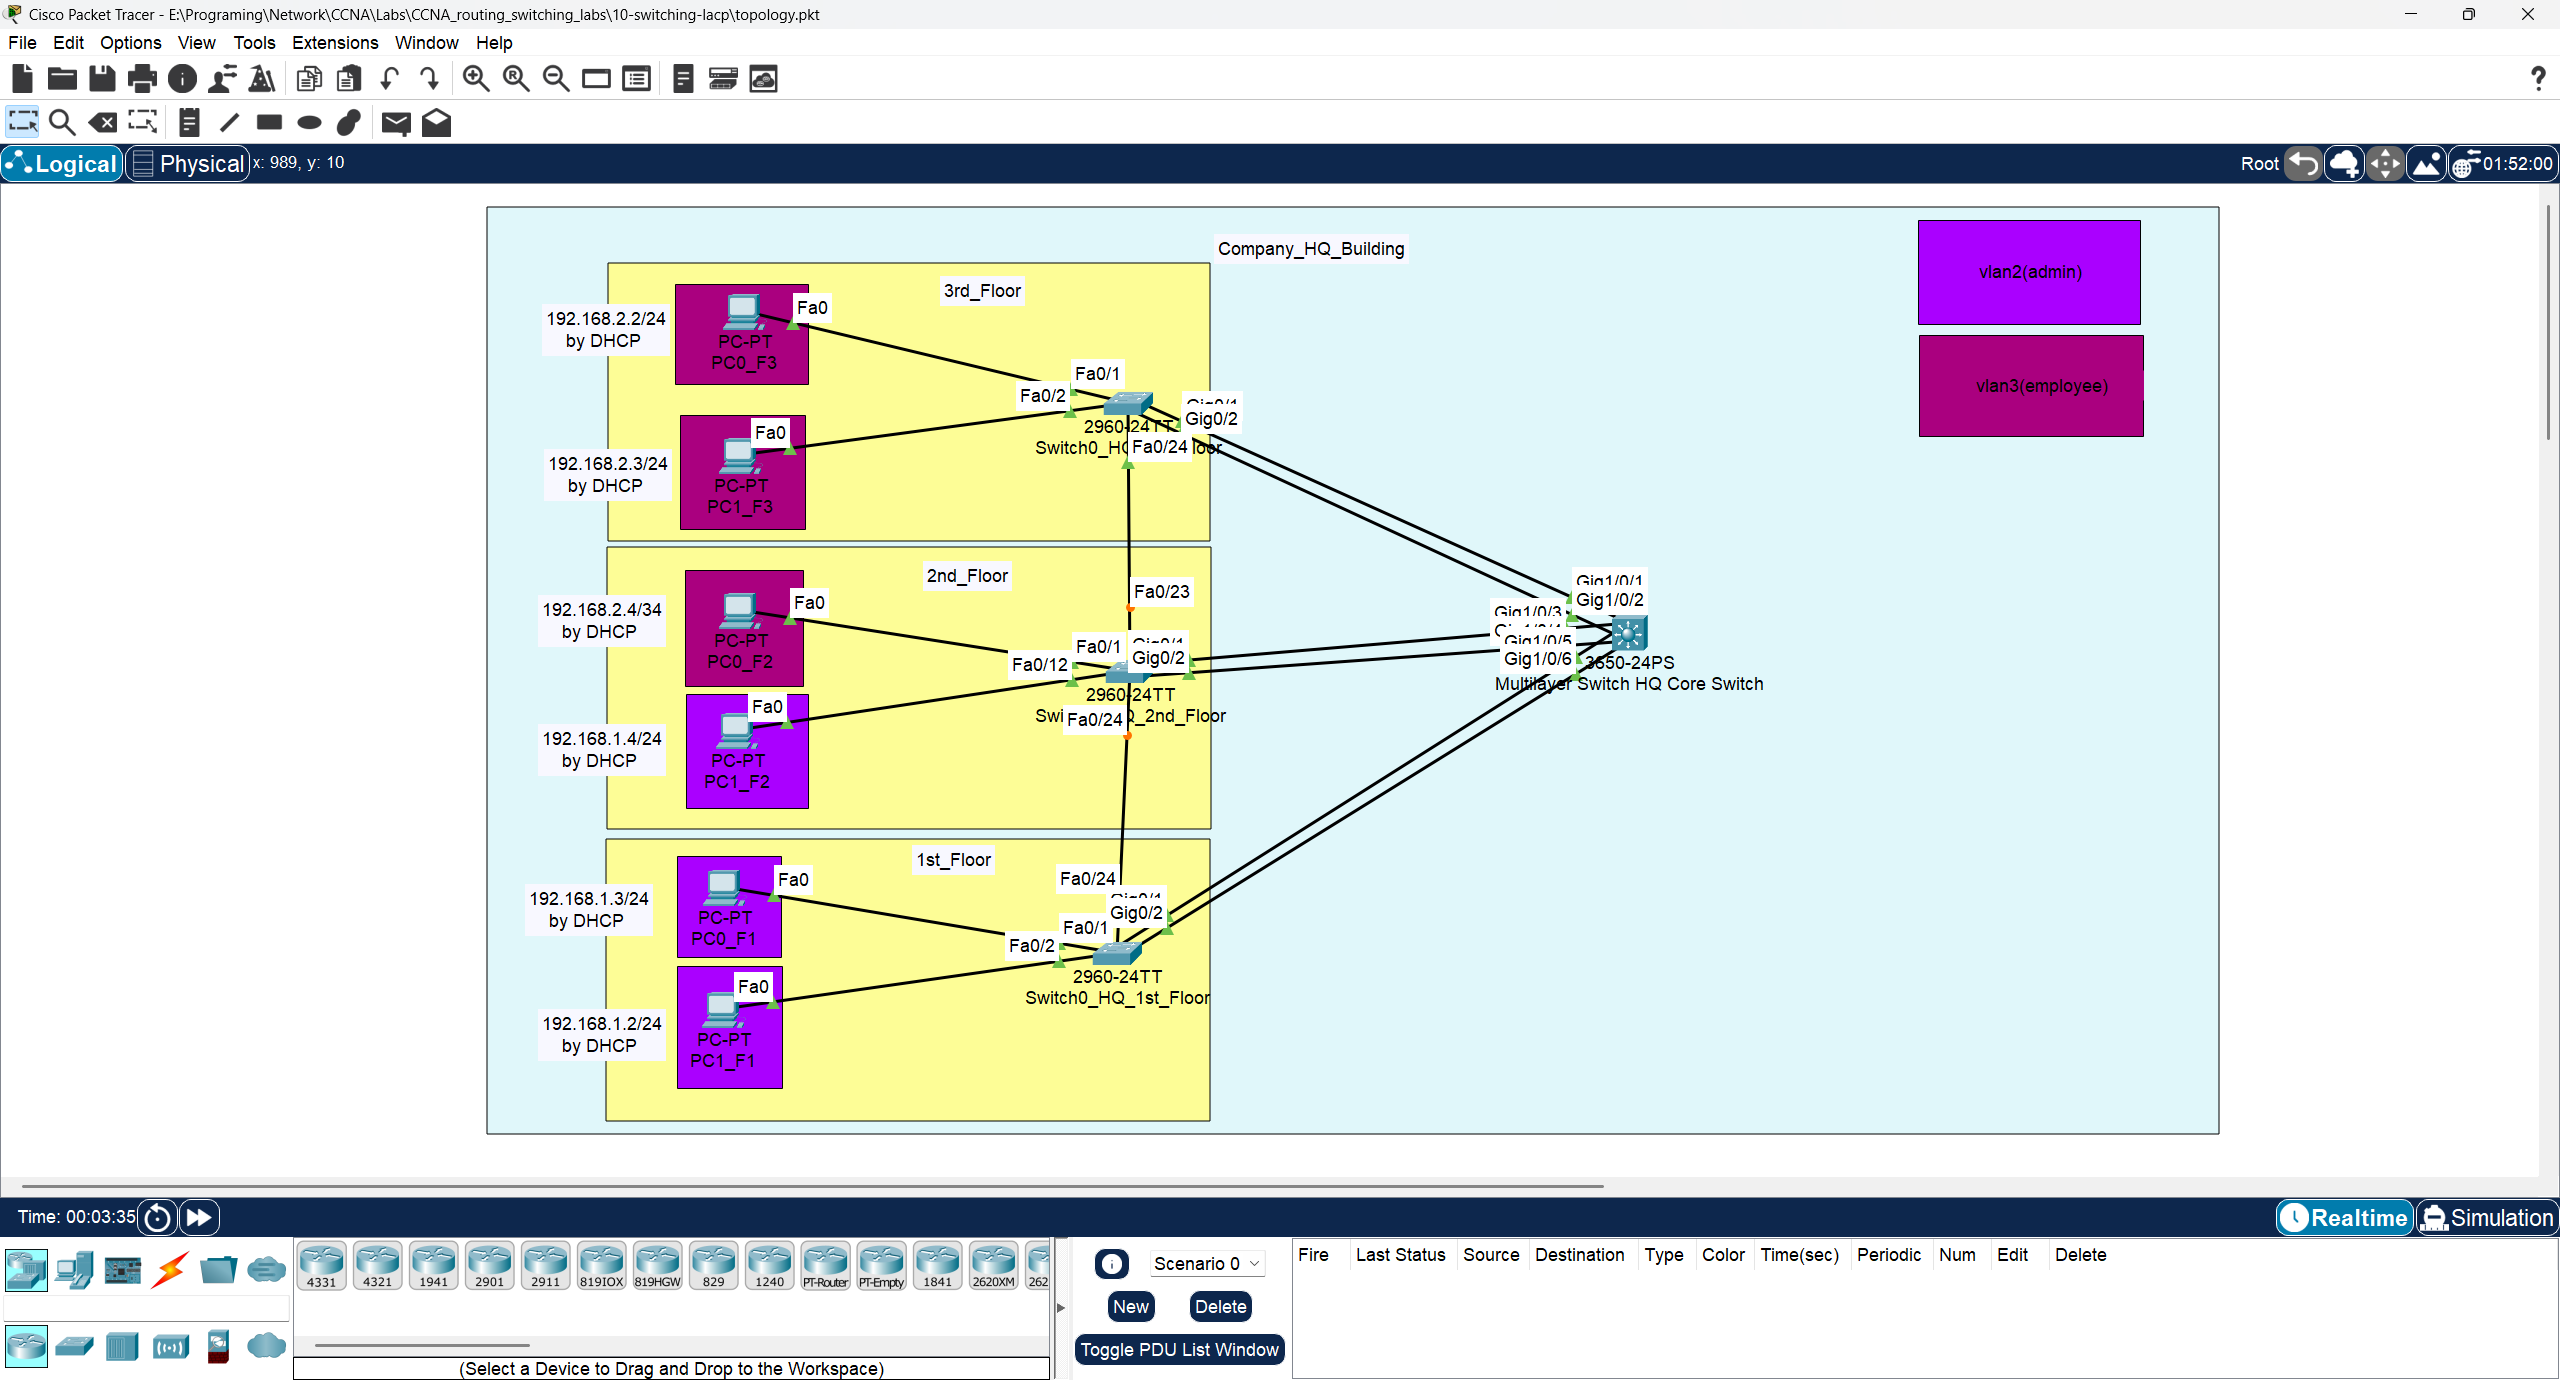 Cisco Packet Tracer - E:\Programing\Network\CCNA\Labs\CCNA_routing_switching_labs\10-switching-lacp\topology.pkt
File Edit Options View Tools Extensions Window Help
Logical Physical x: 989, y: 10
Root 01:52:00
Company_HQ_Building
vlan2(admin)
vlan3(employee)
3rd_Floor
192.168.2.2/24
by DHCP
Fa0
PC-PT
PC0_F3
Fa0/1
Fa0/2
Gig0/1
Gig0/2
2960-24TT
Fa0/24
192.168.2.3/24
by DHCP
Fa0
PC-PT
PC1_F3
2nd_Floor
Fa0/23
192.168.2.4/34
by DHCP
Fa0
PC-PT
PC0_F2
Fa0/1
Fa0/12
Gig0/1
Gig0/2
2960-24TT
Fa0/24
192.168.1.4/24
by DHCP
Fa0
PC-PT
PC1_F2
Gig1/0/1
Gig1/0/2
Gig1/0/3
Gig1/0/5
Gig1/0/6
3650-24PS
Multilayer Switch HQ Core Switch
1st_Floor
Fa0/24
Gig0/1
Gig0/2
192.168.1.3/24
by DHCP
Fa0
PC-PT
PC0_F1
Fa0/1
Fa0/2
2960-24TT
Switch0_HQ_1st_Floor
192.168.1.2/24
by DHCP
Fa0
PC-PT
PC1_F1
Time: 00:03:35
Realtime Simulation
4331 4321 1941 2901 2911 819IOX 819HGW 829 1240 PT-Router PT-Empty 1841 2620XM 262
(Select a Device to Drag and Drop to the Workspace)
Scenario 0
New Delete
Toggle PDU List Window
Fire Last Status Source Destination Type Color Time(sec) Periodic Num Edit Delete